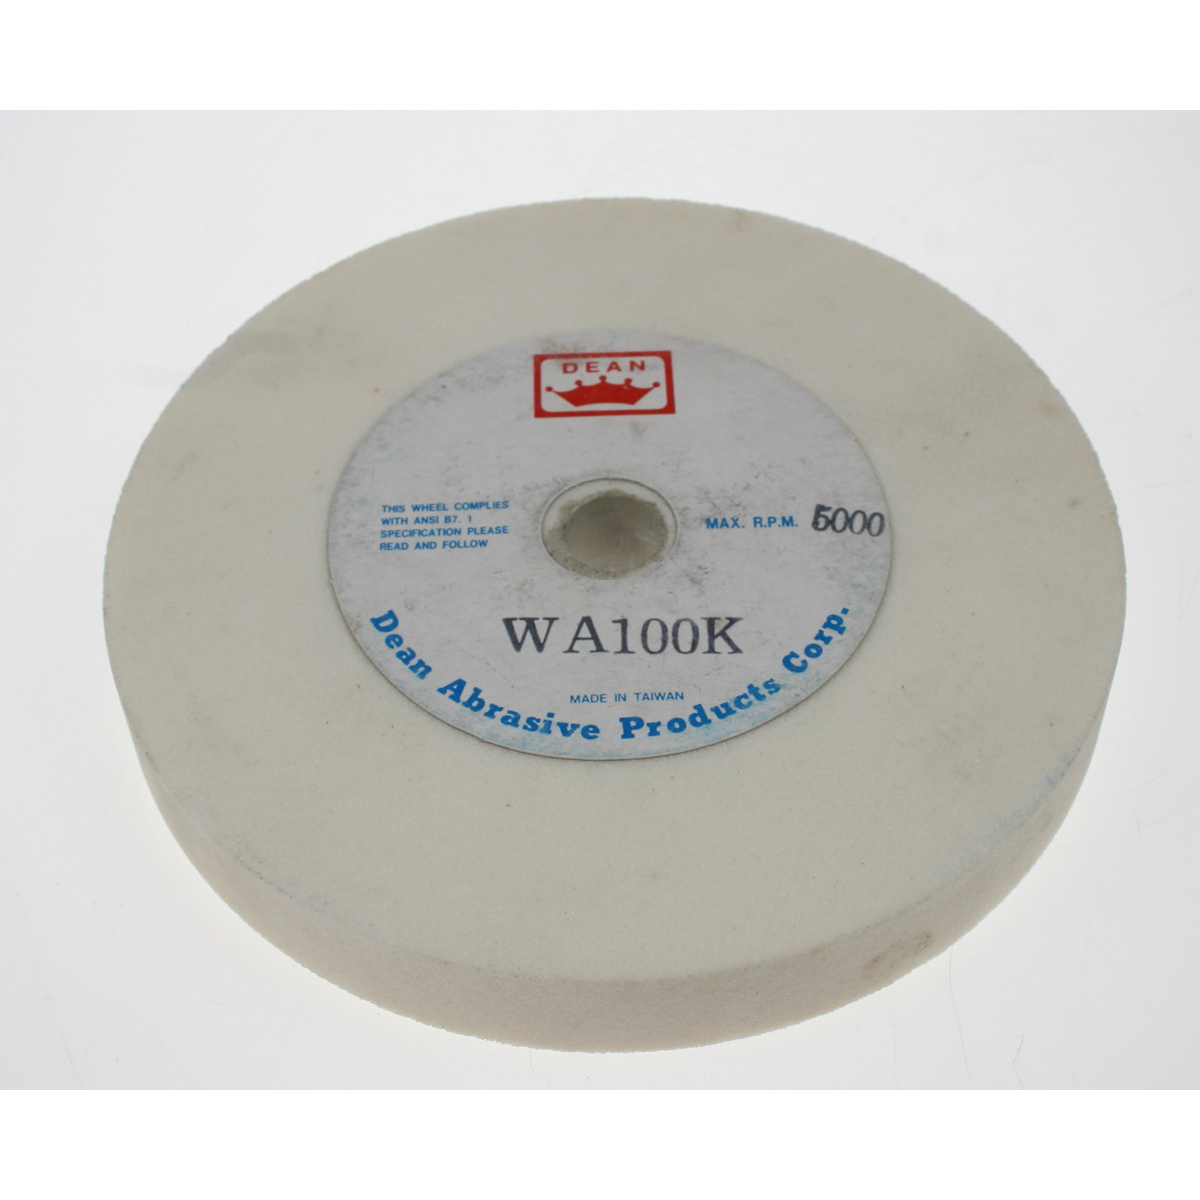 DEAN
THIS WHEEL COMPLIES
WITH ANSI B7. 1
SPECIFICATION PLEASE
READ AND FOLLOW
MAX. R.P.M. 5000
WA100K
MADE IN TAIWAN
Dean Abrasive Products Corp.